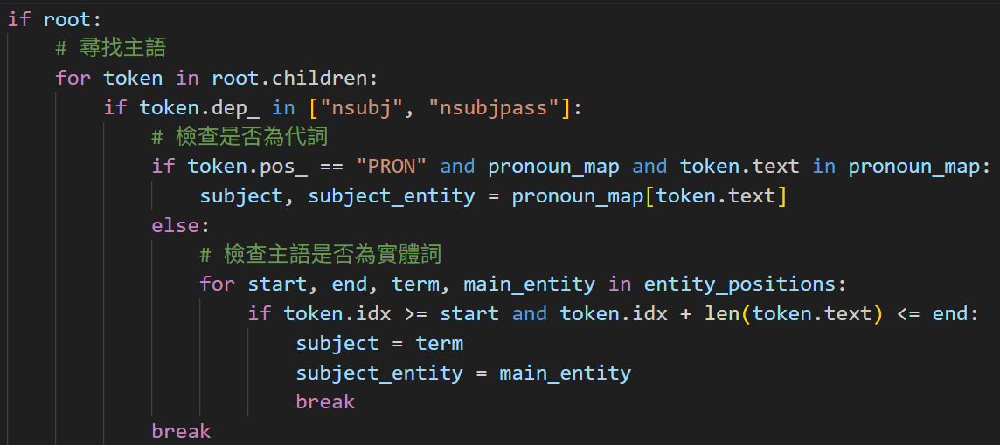 if root:
    # 尋找主語
    for token in root.children:
        if token.dep_ in ["nsubj", "nsubjpass"]:
            # 檢查是否為代詞
            if token.pos_ == "PRON" and pronoun_map and token.text in pronoun_map:
                subject, subject_entity = pronoun_map[token.text]
            else:
                # 檢查主語是否為實體詞
                for start, end, term, main_entity in entity_positions:
                    if token.idx >= start and token.idx + len(token.text) <= end:
                        subject = term
                        subject_entity = main_entity
                        break
            break